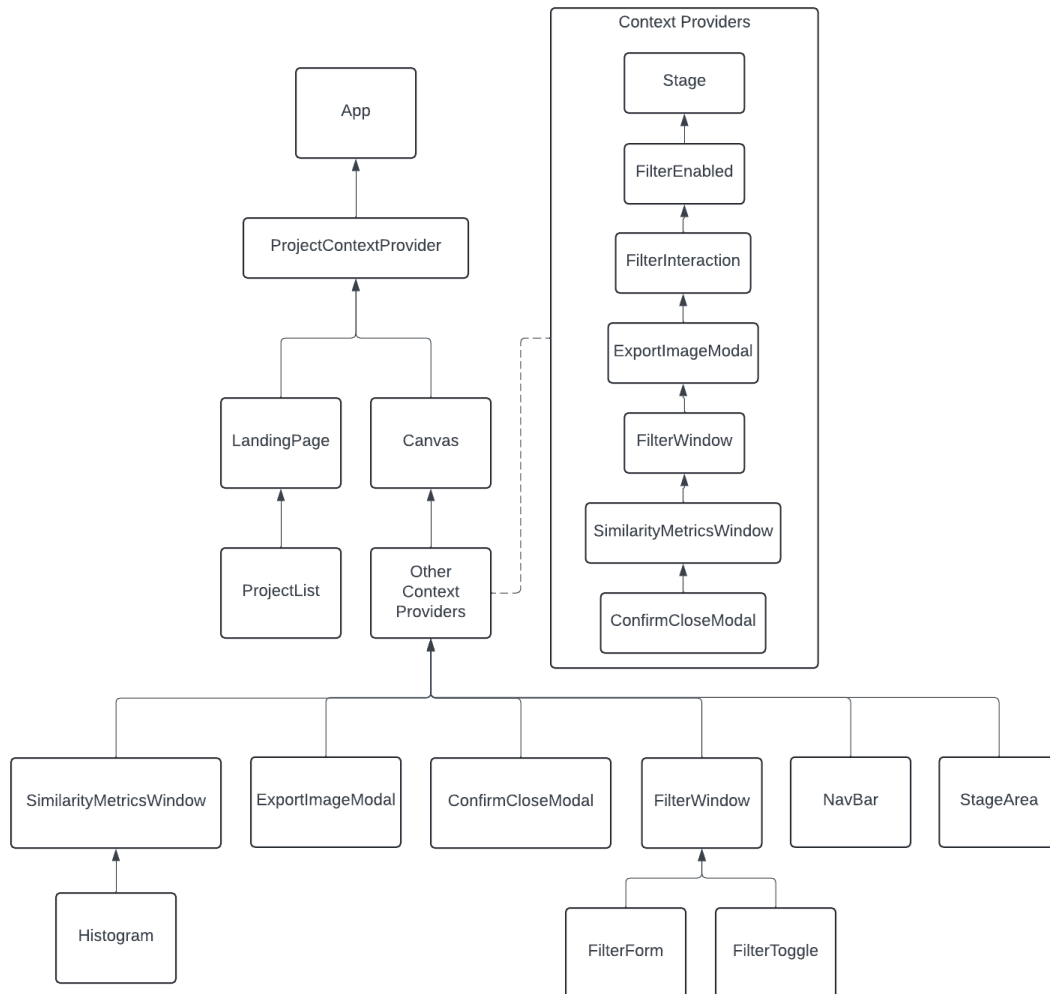 Context Providers
Stage
App
FilterEnabled
ProjectContextProvider
FilterInteraction
ExportImageModal
LandingPage
Canvas
FilterWindow
SimilarityMetricsWindow
ProjectList
Other
Context
Providers
ConfirmCloseModal
SimilarityMetricsWindow
ExportImageModal
ConfirmCloseModal
FilterWindow
NavBar
StageArea
Histogram
FilterForm
FilterToggle